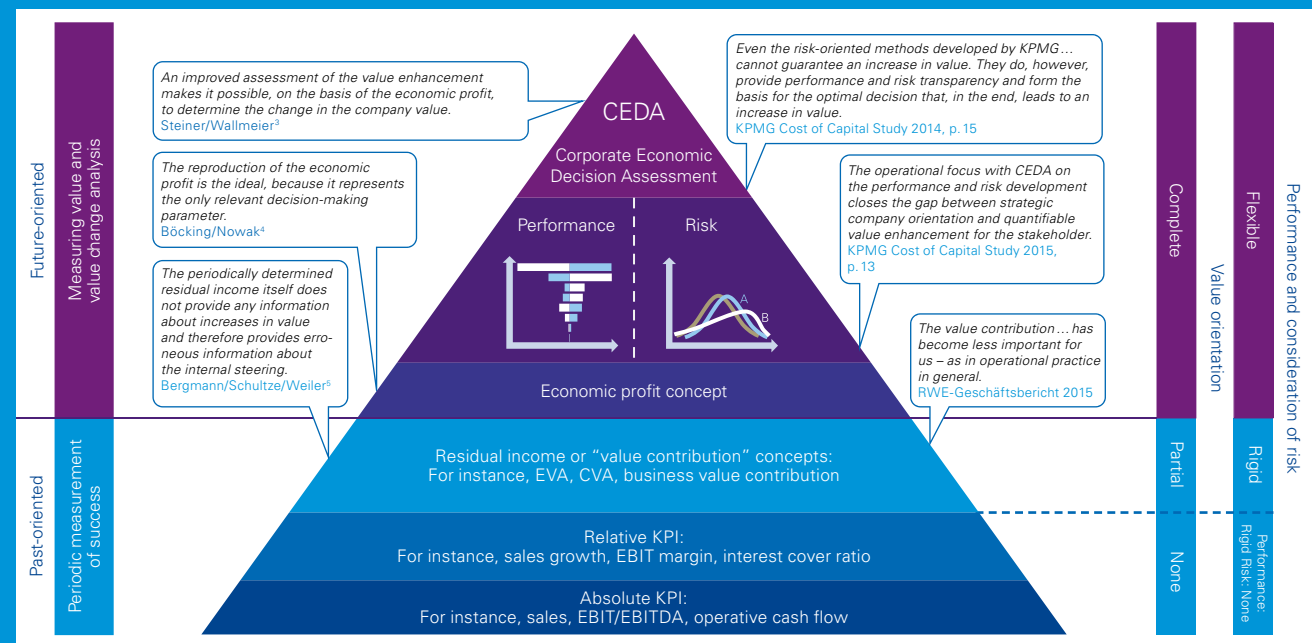 Future-oriented
Measuring value and
value change analysis
Past-oriented
Periodic measurement
of success
An improved assessment of the value enhancement
makes it possible, on the basis of the economic profit,
to determine the change in the company value.
Steiner/Wallmeier³
The reproduction of the economic
profit is the ideal, because it represents
the only relevant decision-making
parameter.
Böcking/Nowak⁴
The periodically determined
residual income itself does
not provide any information
about increases in value
and therefore provides erro-
neous information about
the internal steering.
Bergmann/Schultze/Weiler⁵
CEDA
Corporate Economic
Decision Assessment
Performance
Risk
A
B
Economic profit concept
Residual income or “value contribution” concepts:
For instance, EVA, CVA, business value contribution
Relative KPI:
For instance, sales growth, EBIT margin, interest cover ratio
Absolute KPI:
For instance, sales, EBIT/EBITDA, operative cash flow
Even the risk-oriented methods developed by KPMG…
cannot guarantee an increase in value. They do, however,
provide performance and risk transparency and form the
basis for the optimal decision that, in the end, leads to an
increase in value.
KPMG Cost of Capital Study 2014, p. 15
The operational focus with CEDA on
the performance and risk development
closes the gap between strategic
company orientation and quantifiable
value enhancement for the stakeholder.
KPMG Cost of Capital Study 2015,
p. 13
The value contribution… has
become less important for
us – as in operational practice
in general.
RWE-Geschäftsbericht 2015
Complete
Partial
None
Value orientation
Flexible
Rigid
Performance:
Rigid Risk: None
Performance and consideration of risk